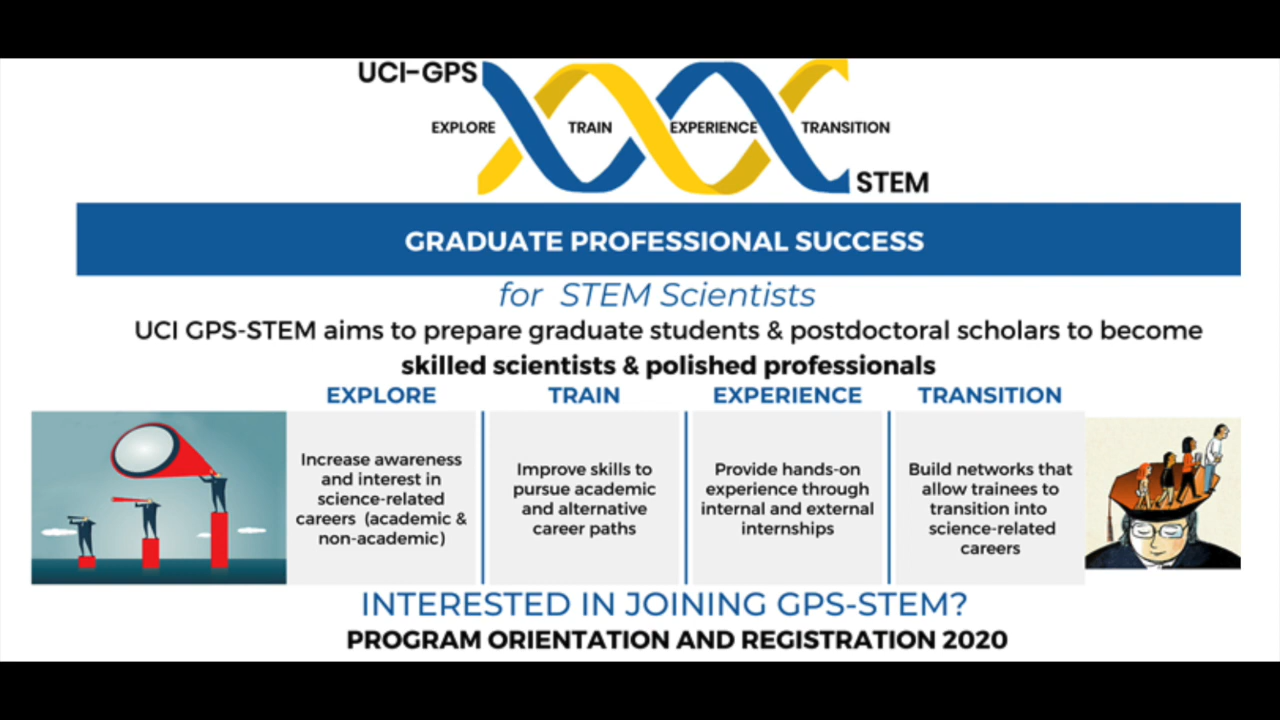 UCI-GPS
EXPLORE
TRAIN
EXPERIENCE
TRANSITION
STEM
GRADUATE PROFESSIONAL SUCCESS
for STEM Scientists
UCI GPS-STEM aims to prepare graduate students & postdoctoral scholars to become
skilled scientists & polished professionals
EXPLORE
Increase awareness
and interest in
science-related
careers (academic &
non-academic)
TRAIN
Improve skills to
pursue academic
and alternative
career paths
EXPERIENCE
Provide hands-on
experience through
internal and external
internships
TRANSITION
Build networks that
allow trainees to
transition into
science-related
careers
INTERESTED IN JOINING GPS-STEM?
PROGRAM ORIENTATION AND REGISTRATION 2020